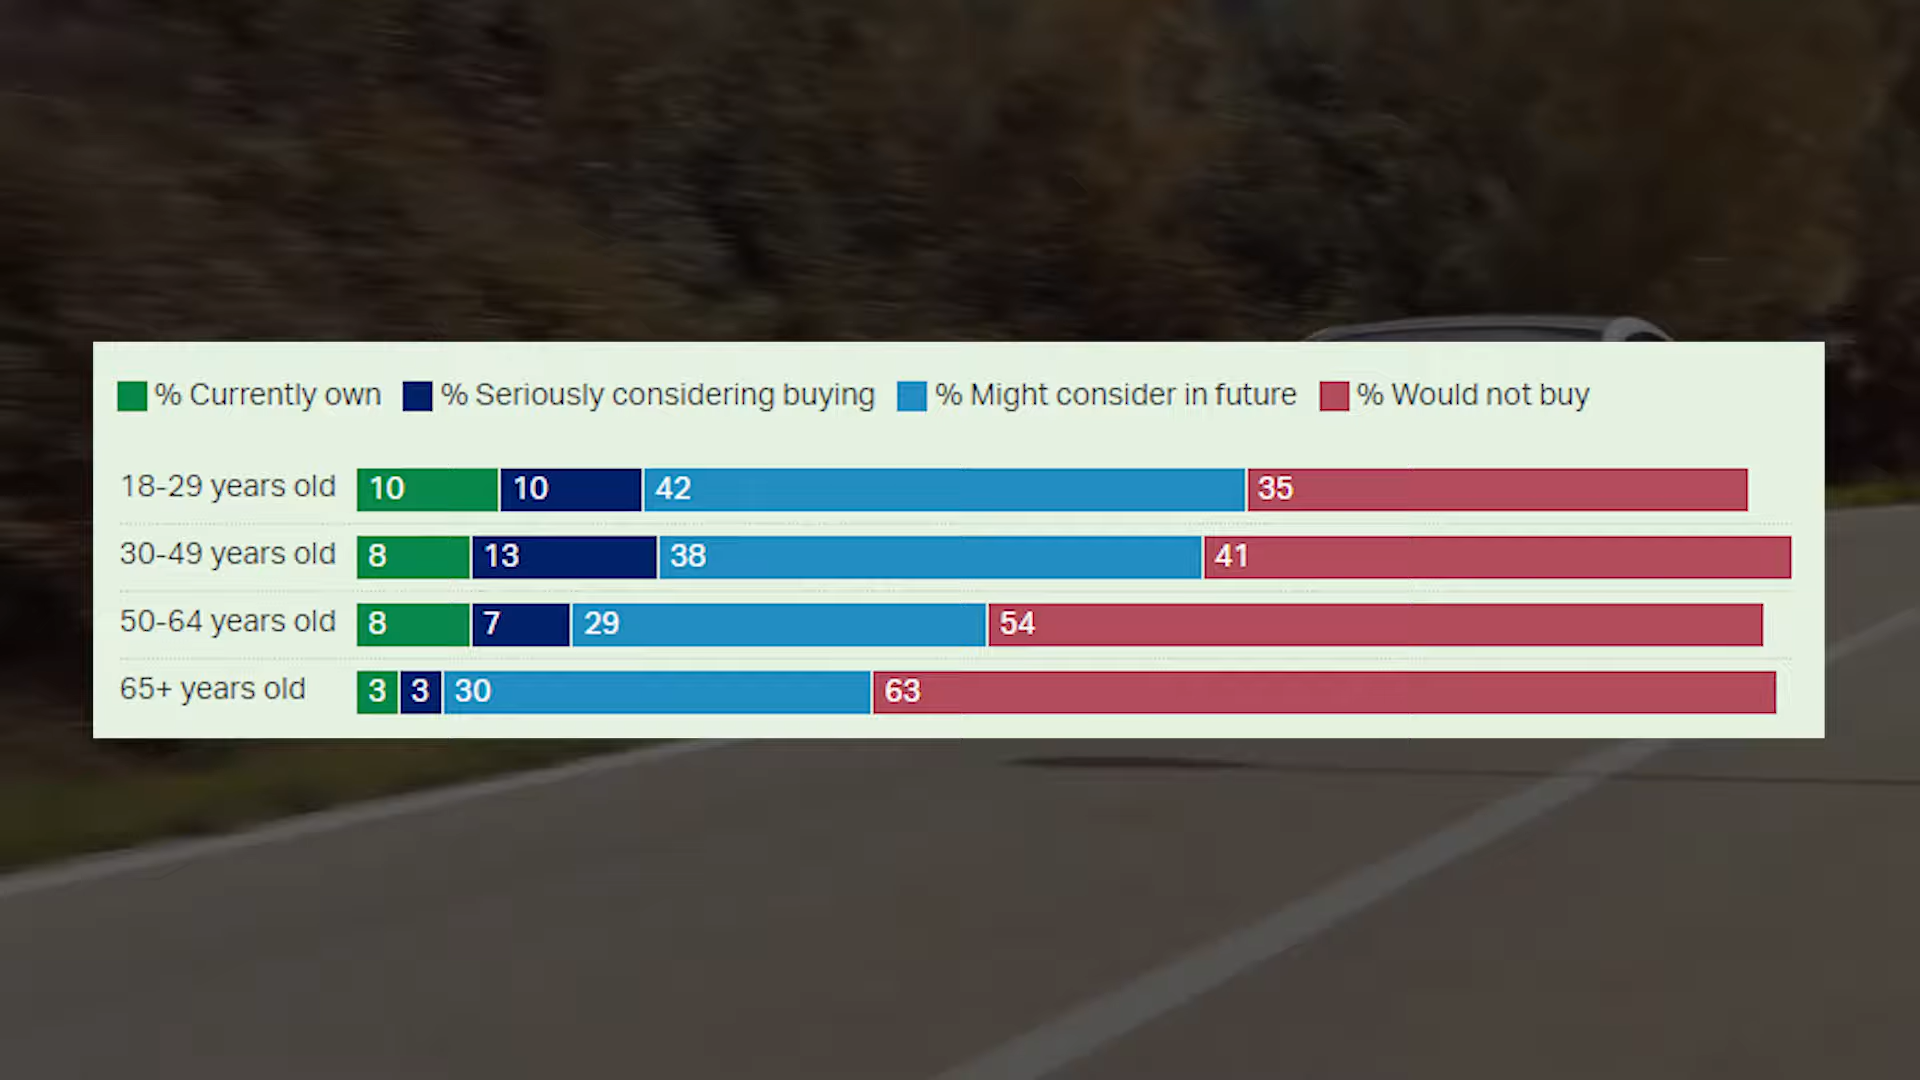 % Currently own % Seriously considering buying % Might consider in future % Would not buy
18-29 years old 10 10 42 35
30-49 years old 8 13 38 41
50-64 years old 8 7 29 54
65+ years old 3 3 30 63